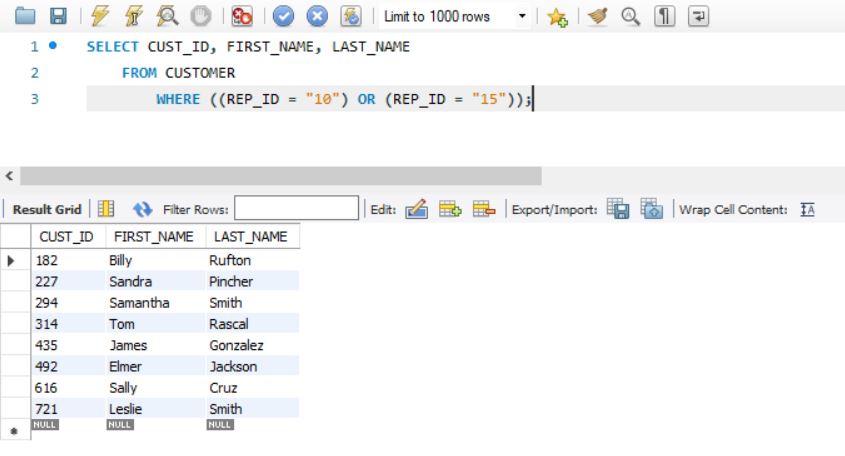 Limit to 1000 rows
1 SELECT CUST_ID, FIRST_NAME, LAST_NAME
2 FROM CUSTOMER
3 WHERE ((REP_ID = "10") OR (REP_ID = "15"));
Result Grid Filter Rows: Edit: Export/Import: Wrap Cell Content: IA
CUST_ID FIRST_NAME LAST_NAME
182 Billy Rufton
227 Sandra Pincher
294 Samantha Smith
314 Tom Rascal
435 James Gonzalez
492 Elmer Jackson
616 Sally Cruz
721 Leslie Smith
NULL NULL NULL